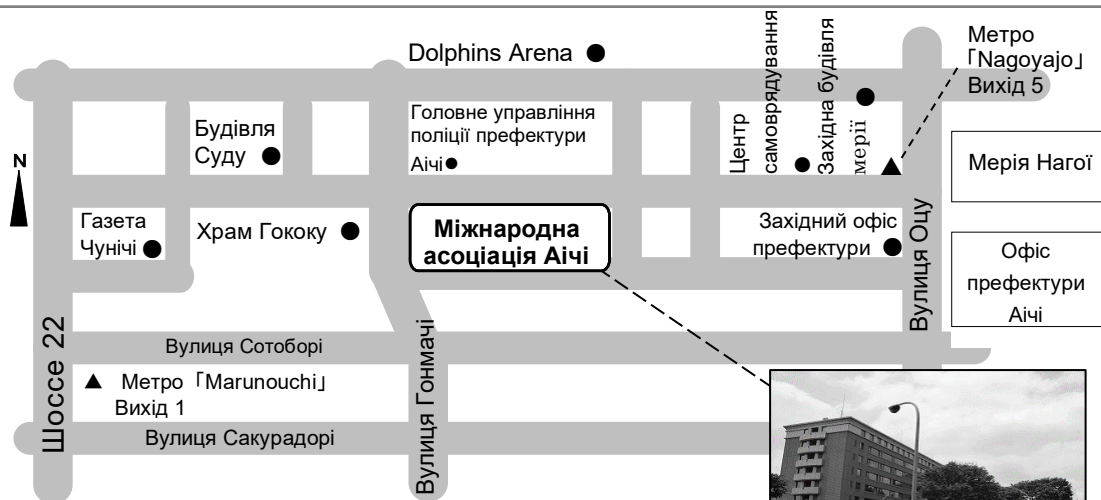 Dolphins Arena
Метро
「Nagoyajo」
Вихід 5
Будівля
Суду
Головне управління
поліції префектури
Аічі
Центр
самоврядування
Західна будівля
мерії
N
Мерія Нагої
Газета
Чунічі
Храм Гококу
Міжнародна
асоціація Аічі
Західний офіс
префектури
Вулиця Оцу
Офіс
префектури
Аічі
Шоссе 22
Вулиця Сотоборі
Метро 「Marunouchi」
Вихід 1
Вулиця Гонмачі
Вулиця Сакурадорі